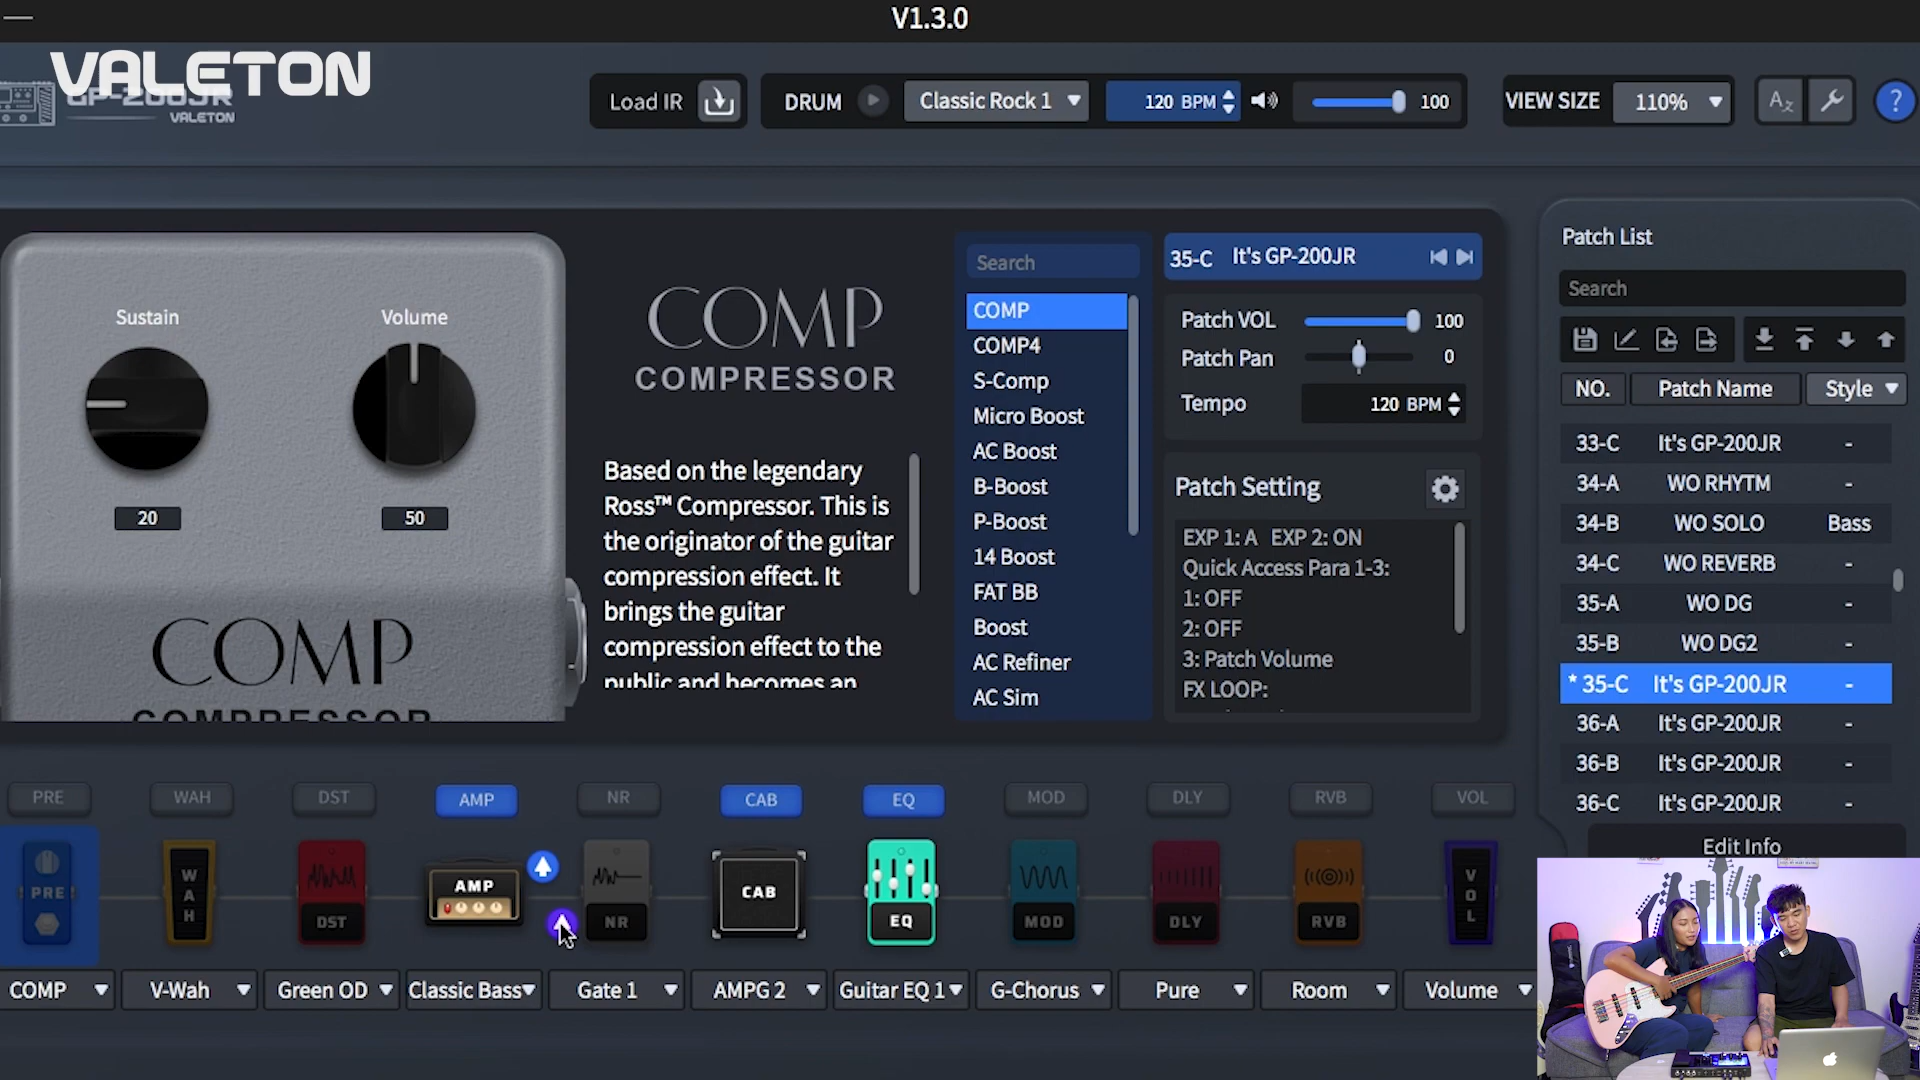 V1.3.0
VALETON
GP-200JR
VALETON
Load IR
DRUM
Classic Rock 1
120 BPM
100
VIEW SIZE
110%
Az
?
Sustain
Volume
20
50
COMP
COMPRESSOR
COMP
COMPRESSOR
Based on the legendary
Ross™ Compressor. This is
the originator of the guitar
compression effect. It
brings the guitar
compression effect to the
public and becomes an
Search
COMP
COMP4
S-Comp
Micro Boost
AC Boost
B-Boost
P-Boost
14 Boost
FAT BB
Boost
AC Refiner
AC Sim
35-C It's GP-200JR
Patch VOL 100
Patch Pan 0
Tempo 120 BPM
Patch Setting
EXP 1: A EXP 2: ON
Quick Access Para 1-3:
1: OFF
2: OFF
3: Patch Volume
FX LOOP:
Patch List
Search
NO. Patch Name Style
33-C It's GP-200JR -
34-A WO RHYTM -
34-B WO SOLO Bass
34-C WO REVERB -
35-A WO DG -
35-B WO DG2 -
* 35-C It's GP-200JR -
36-A It's GP-200JR -
36-B It's GP-200JR -
36-C It's GP-200JR -
Edit Info
PRE WAH DST AMP NR CAB EQ MOD DLY RVB VOL
PRE
WAH
DST
AMP
NR
CAB
EQ
MOD
DLY
RVB
VOL
COMP V-Wah Green OD Classic Bass Gate 1 AMPG 2 Guitar EQ 1 G-Chorus Pure Room Volume